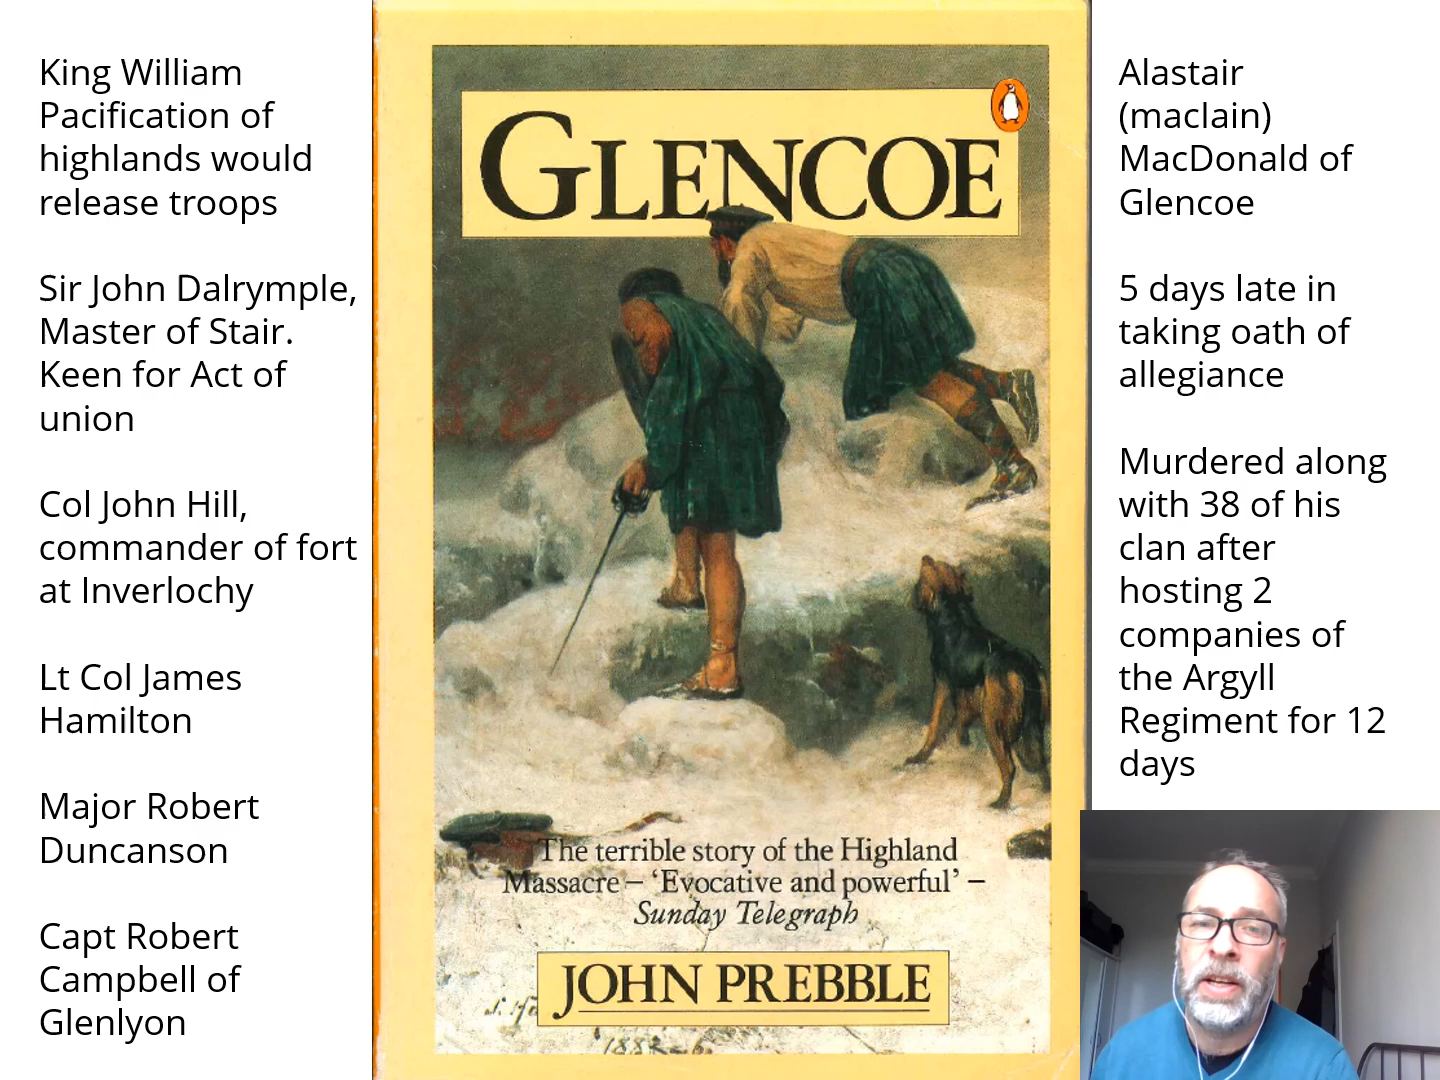 King William
Pacification of
highlands would
release troops
Sir John Dalrymple,
Master of Stair.
Keen for Act of
union
Col John Hill,
commander of fort
at Inverlochy
Lt Col James
Hamilton
Major Robert
Duncanson
Capt Robert
Campbell of
Glenlyon
GLENCOE
The terrible story of the Highland
Massacre – ‘Evocative and powerful’ –
Sunday Telegraph
JOHN PREBBLE
Alastair
(maclain)
MacDonald of
Glencoe
5 days late in
taking oath of
allegiance
Murdered along
with 38 of his
clan after
hosting 2
companies of
the Argyll
Regiment for 12
days